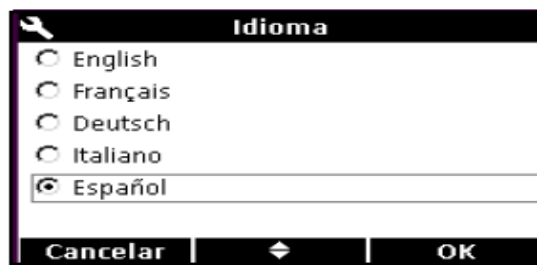 Idioma
English
Français
Deutsch
Italiano
Español
Cancelar OK